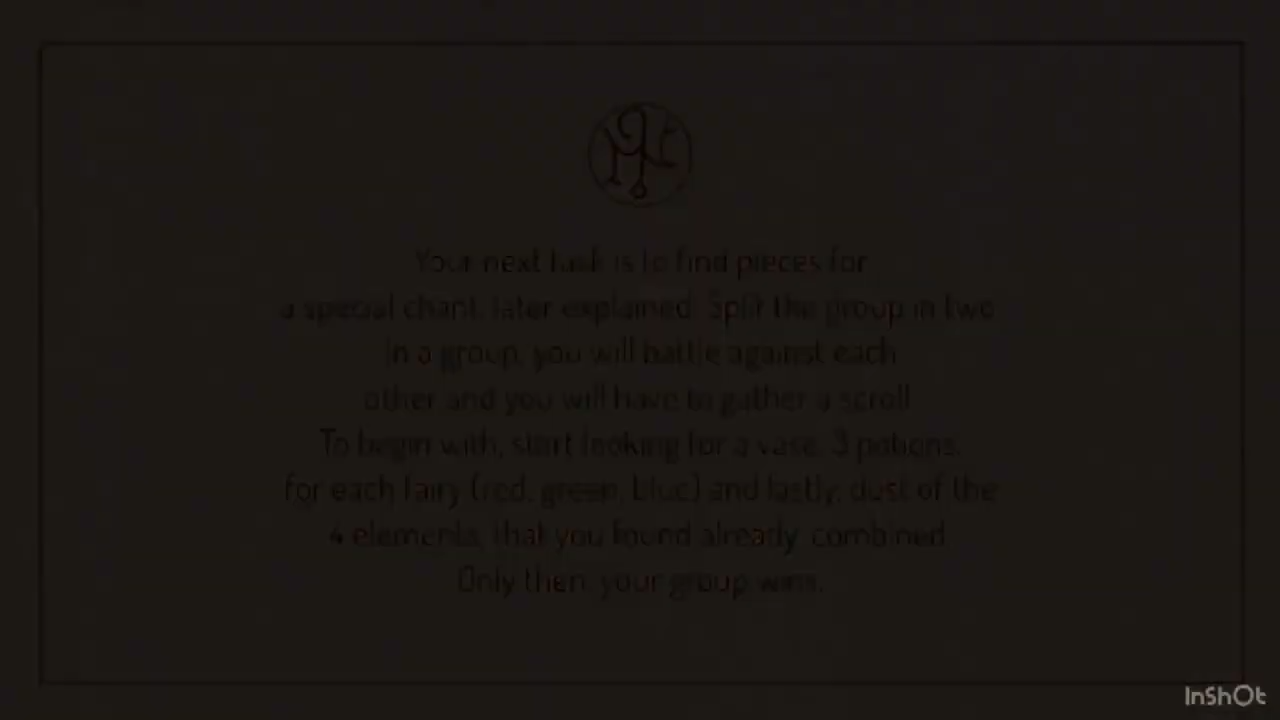 Your next task is to find pieces for
a special chant, later explained. Split the group in two
in a group, you will battle against each
other and you will have to gather a scroll
To begin with, start looking for a vase, 3 potions,
for each fairy (red, green, blue) and lastly, dust of the
4 elements, that you found already, combined
Only then, your group wins.
InShOt